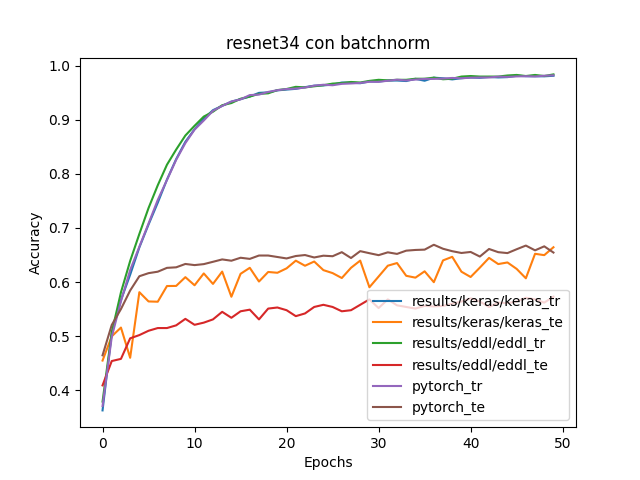 resnet34 con batchnorm
1.0
0.9
0.8
0.7
0.6
0.5
0.4
Accuracy
0
10
20
30
40
50
Epochs
results/keras/keras_tr
results/keras/keras_te
results/eddl/eddl_tr
results/eddl/eddl_te
pytorch_tr
pytorch_te